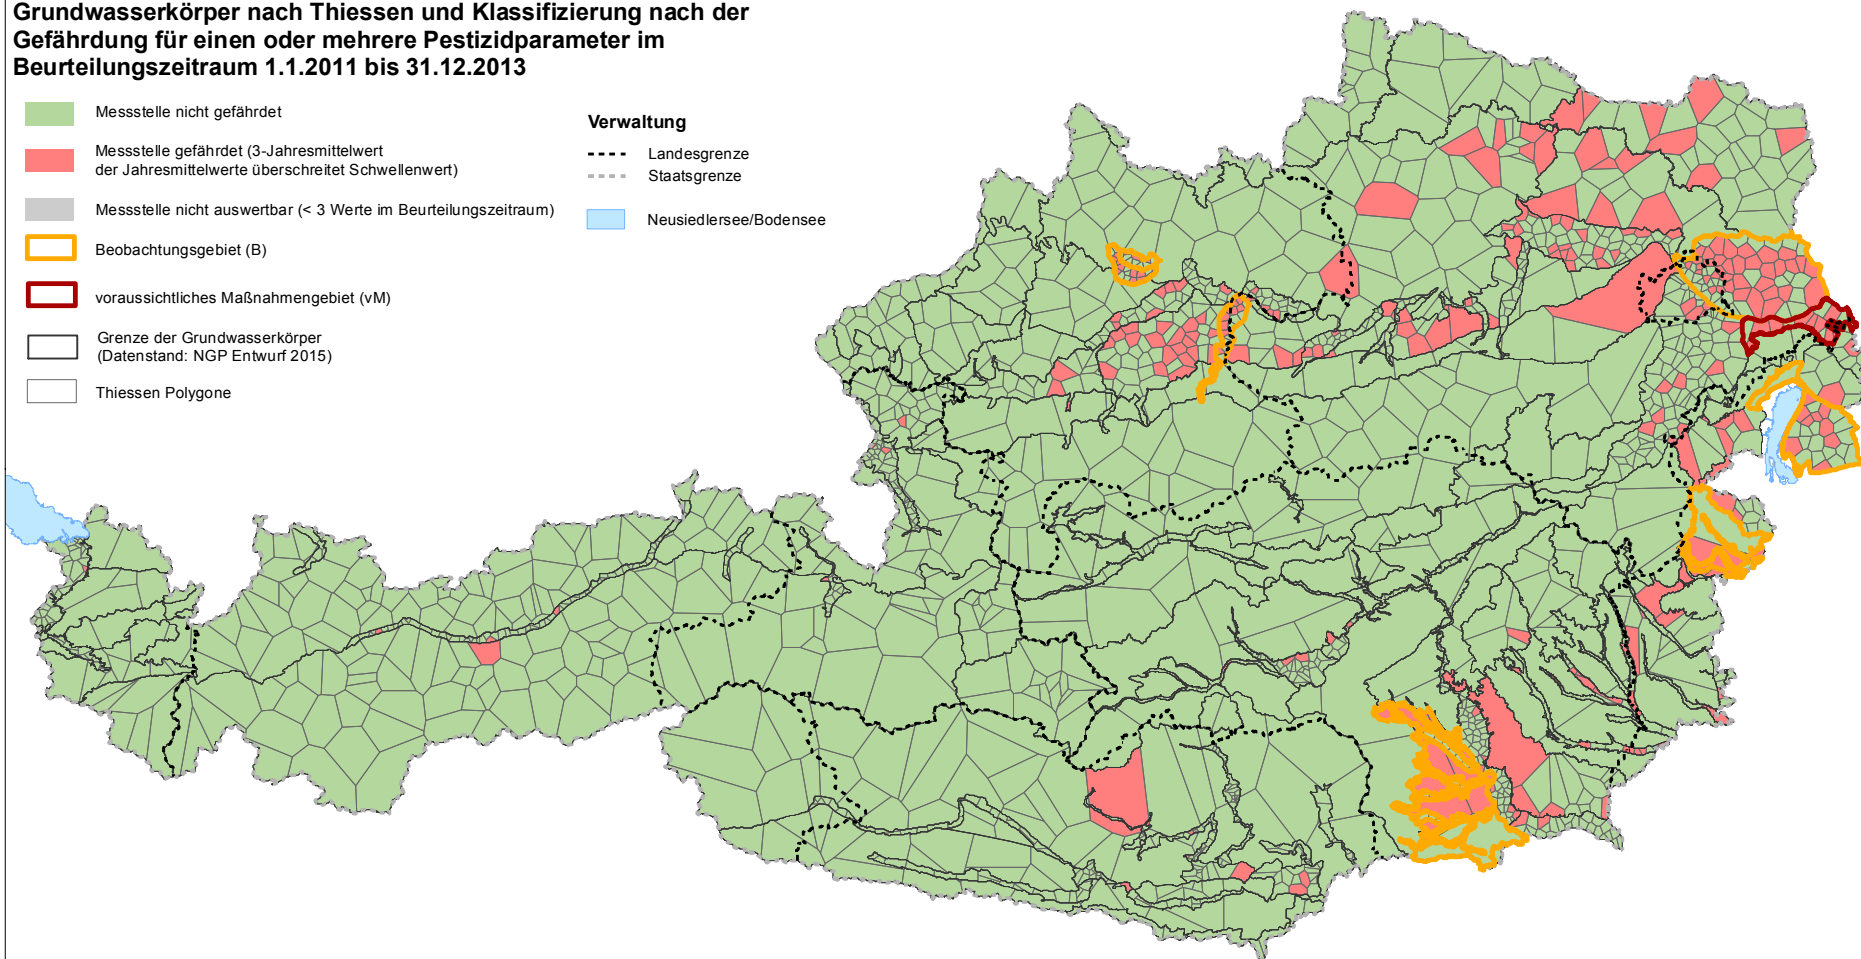 Grundwasserkörper nach Thiessen und Klassifizierung nach der
Gefährdung für einen oder mehrere Pestizidparameter im
Beurteilungszeitraum 1.1.2011 bis 31.12.2013
Messstelle nicht gefährdet
Messstelle gefährdet (3-Jahresmittelwert
der Jahresmittelwerte überschreitet Schwellenwert)
Messstelle nicht auswertbar (< 3 Werte im Beurteilungszeitraum)
Beobachtungsgebiet (B)
voraussichtliches Maßnahmengebiet (vM)
Grenze der Grundwasserkörper
(Datenstand: NGP Entwurf 2015)
Thiessen Polygone
Verwaltung
Landesgrenze
Staatsgrenze
Neusiedlersee/Bodensee